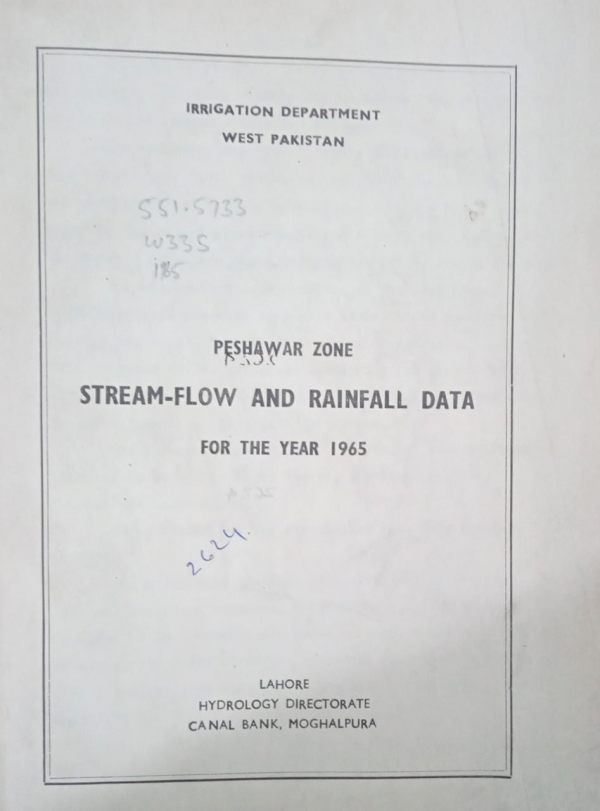 IRRIGATION DEPARTMENT
WEST PAKISTAN
551.5733
W335
185
PESHAWAR ZONE
STREAM-FLOW AND RAINFALL DATA
FOR THE YEAR 1965
2624.
LAHORE
HYDROLOGY DIRECTORATE
CANAL BANK, MOGHALPURA